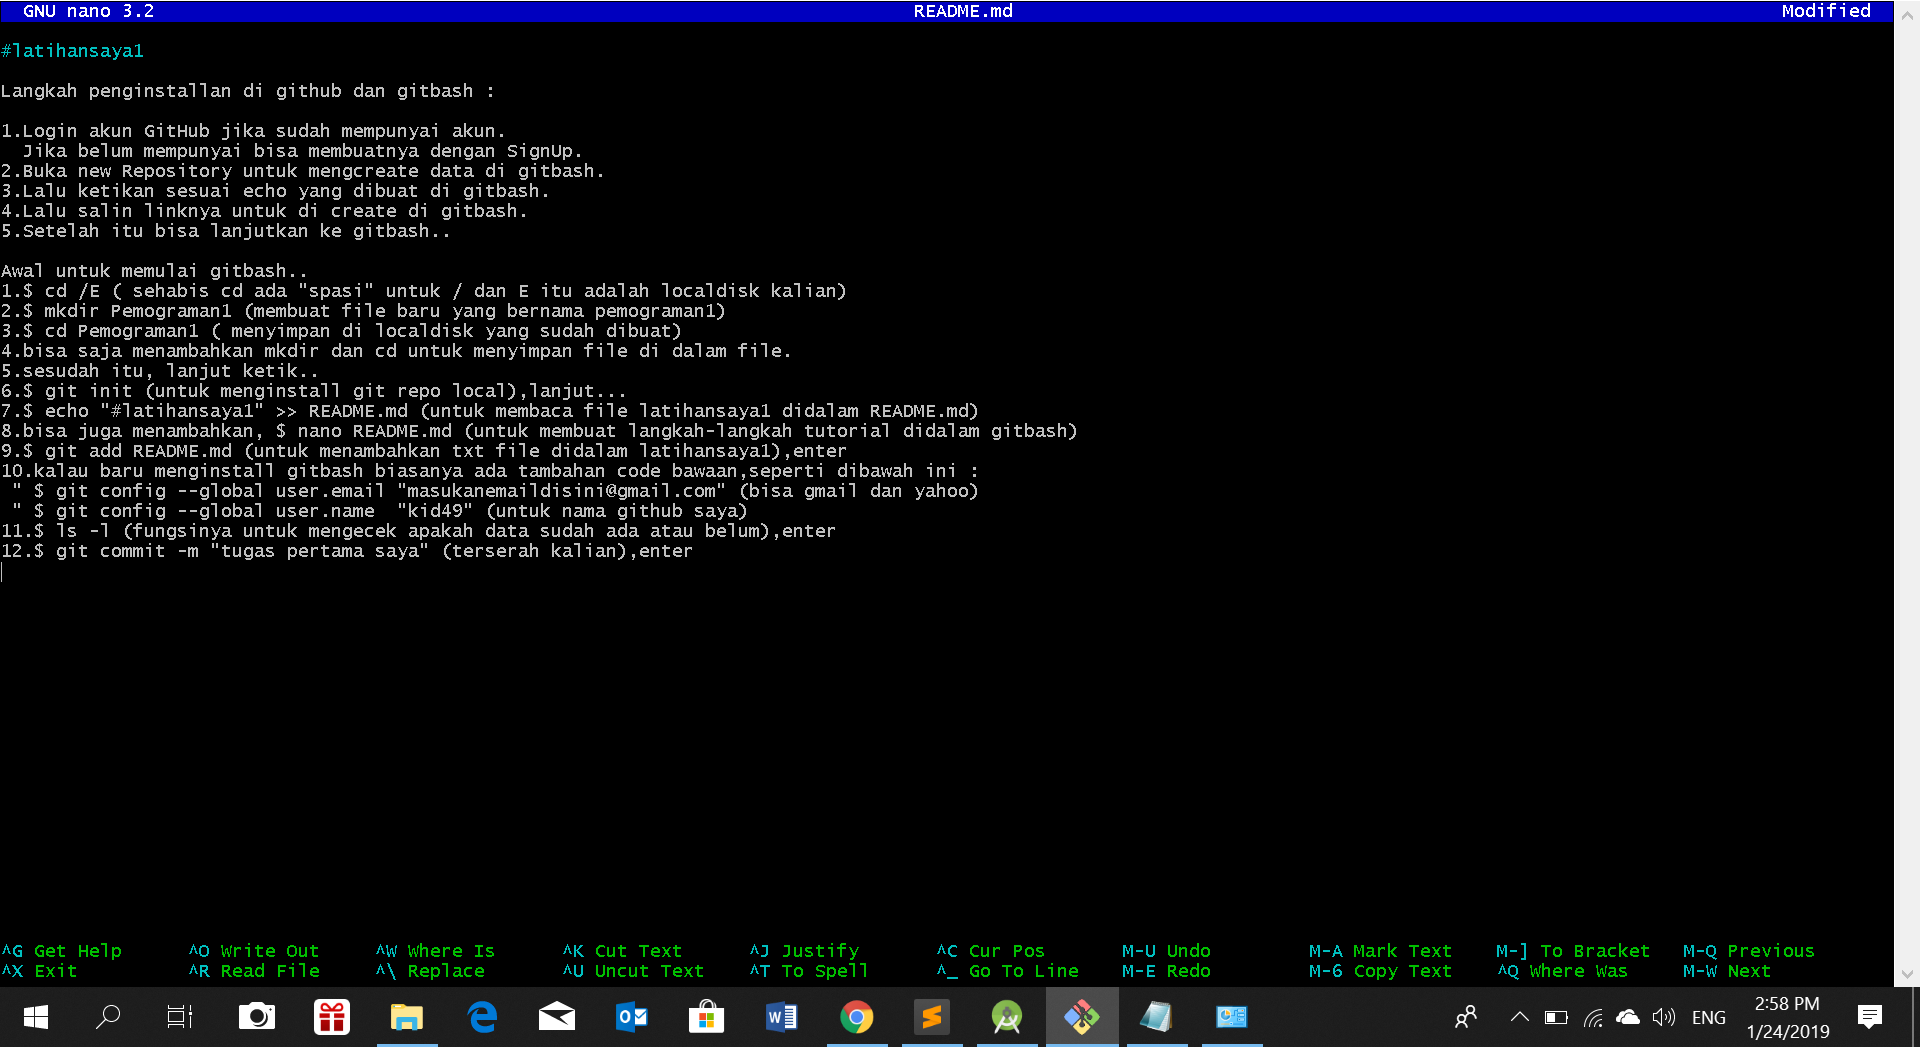 GNU nano 3.2 README.md Modified
#latihansaya1
Langkah penginstallan di github dan gitbash :
1.Login akun GitHub jika sudah mempunyai akun.
Jika belum mempunyai bisa membuatnya dengan SignUp.
2.Buka new Repository untuk mengcreate data di gitbash.
3.Lalu ketikan sesuai echo yang dibuat di gitbash.
4.Lalu salin linknya untuk di create di gitbash.
5.Setelah itu bisa lanjutkan ke gitbash..
Awal untuk memulai gitbash..
1.$ cd /E ( sehabis cd ada "spasi" untuk / dan E itu adalah localdisk kalian)
2.$ mkdir Pemograman1 (membuat file baru yang bernama pemograman1)
3.$ cd Pemograman1 ( menyimpan di localdisk yang sudah dibuat)
4.bisa saja menambahkan mkdir dan cd untuk menyimpan file di dalam file.
5.sesudah itu, lanjut ketik..
6.$ git init (untuk menginstall git repo local),lanjut...
7.$ echo "#latihansaya1" >> README.md (untuk membaca file latihansaya1 didalam README.md)
8.bisa juga menambahkan, $ nano README.md (untuk membuat langkah-langkah tutorial didalam gitbash)
9.$ git add README.md (untuk menambahkan txt file didalam latihansaya1),enter
10.kalau baru menginstall gitbash biasanya ada tambahan code bawaan,seperti dibawah ini :
" $ git config --global user.email "masukanemaildisini@gmail.com" (bisa gmail dan yahoo)
" $ git config --global user.name  "kid49" (untuk nama github saya)
11.$ ls -l (fungsinya untuk mengecek apakah data sudah ada atau belum),enter
12.$ git commit -m "tugas pertama saya" (terserah kalian),enter
^G Get Help ^O Write Out ^W Where Is ^K Cut Text ^J Justify ^C Cur Pos M-U Undo M-A Mark Text M-] To Bracket M-Q Previous
^X Exit ^R Read File ^\ Replace ^U Uncut Text ^T To Spell ^_ Go To Line M-E Redo M-6 Copy Text ^Q Where Was M-W Next
ENG
2:58 PM
1/24/2019